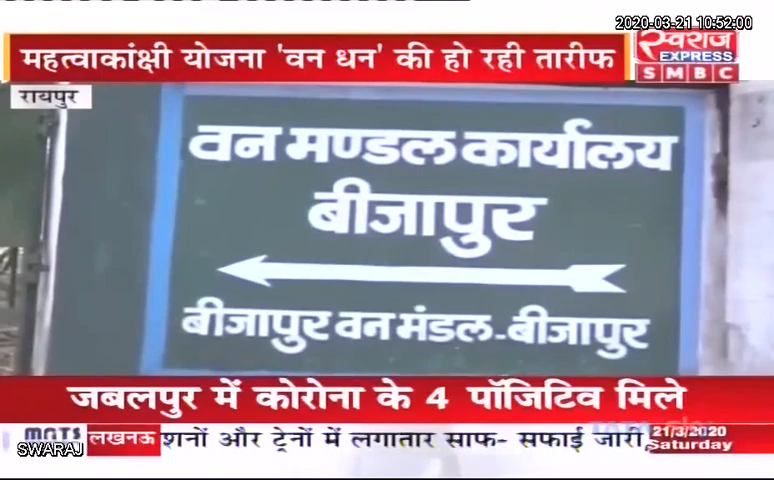 2020-03-21 10:52:00
महत्वाकांक्षी योजना 'वन धन' की हो रही तारीफ
स्वराज
EXPRESS
SMBC
रायपुर
वन मण्डल कार्यालय
बीजापुर
बीजापुर वन मंडल-बीजापुर
जबलपुर में कोरोना के 4 पॉजिटिव मिले
MATS
लखनऊ
शनों और ट्रेनों में लगातार साफ- सफाई जारी,
21/3/2020
Saturday
SWARAJ